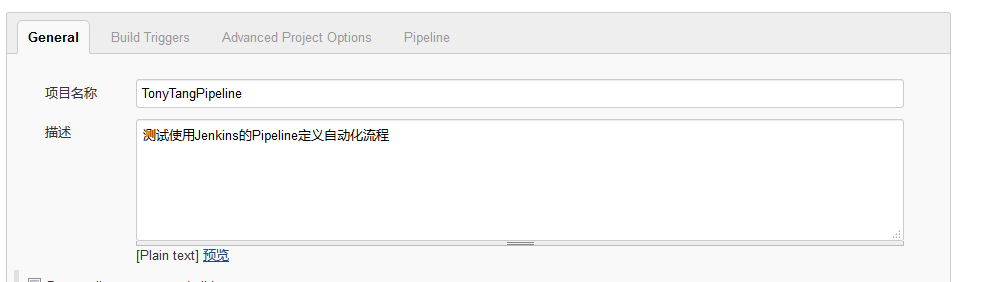 General Build Triggers Advanced Project Options Pipeline
项目名称 TonyTangPipeline
描述 测试使用Jenkins的Pipeline定义自动化流程
[Plain text] 预览